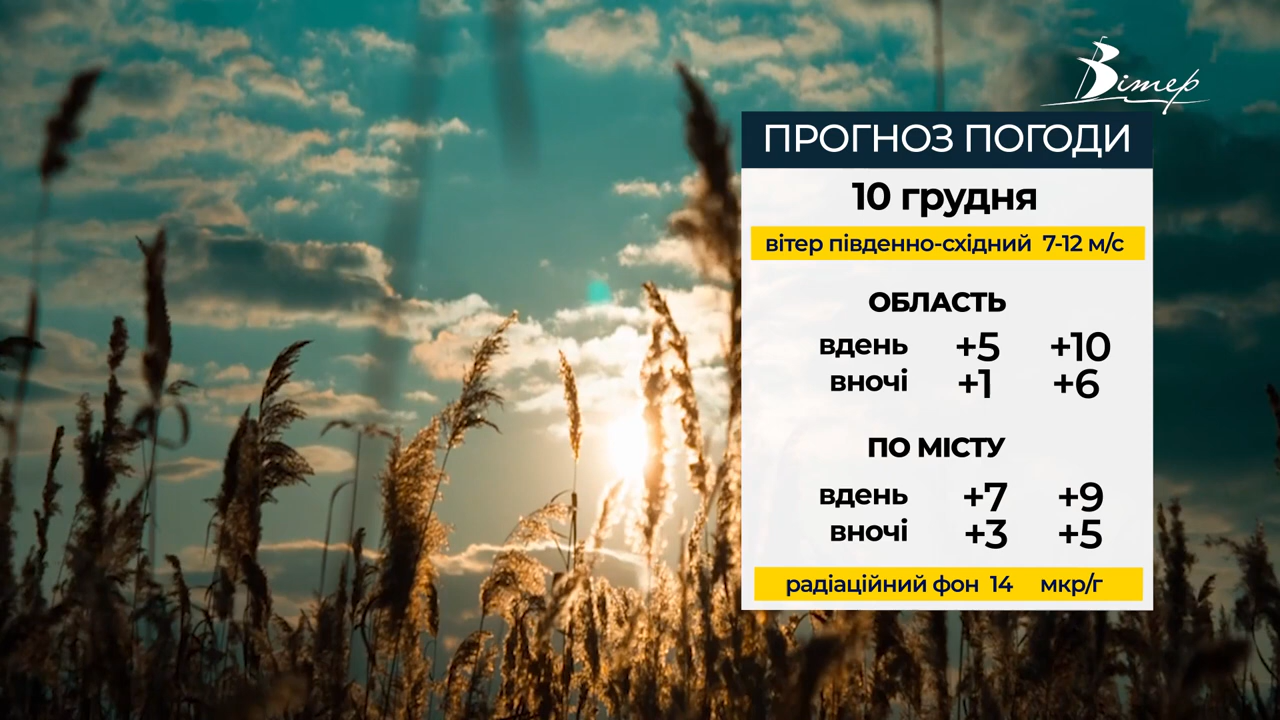 Вітер
ПРОГНОЗ ПОГОДИ
10 грудня
вітер південно-східний 7-12 м/с
ОБЛАСТЬ
вдень +5 +10
вночі +1 +6
ПО МІСТУ
вдень +7 +9
вночі +3 +5
радіаційний фон 14 мкр/г